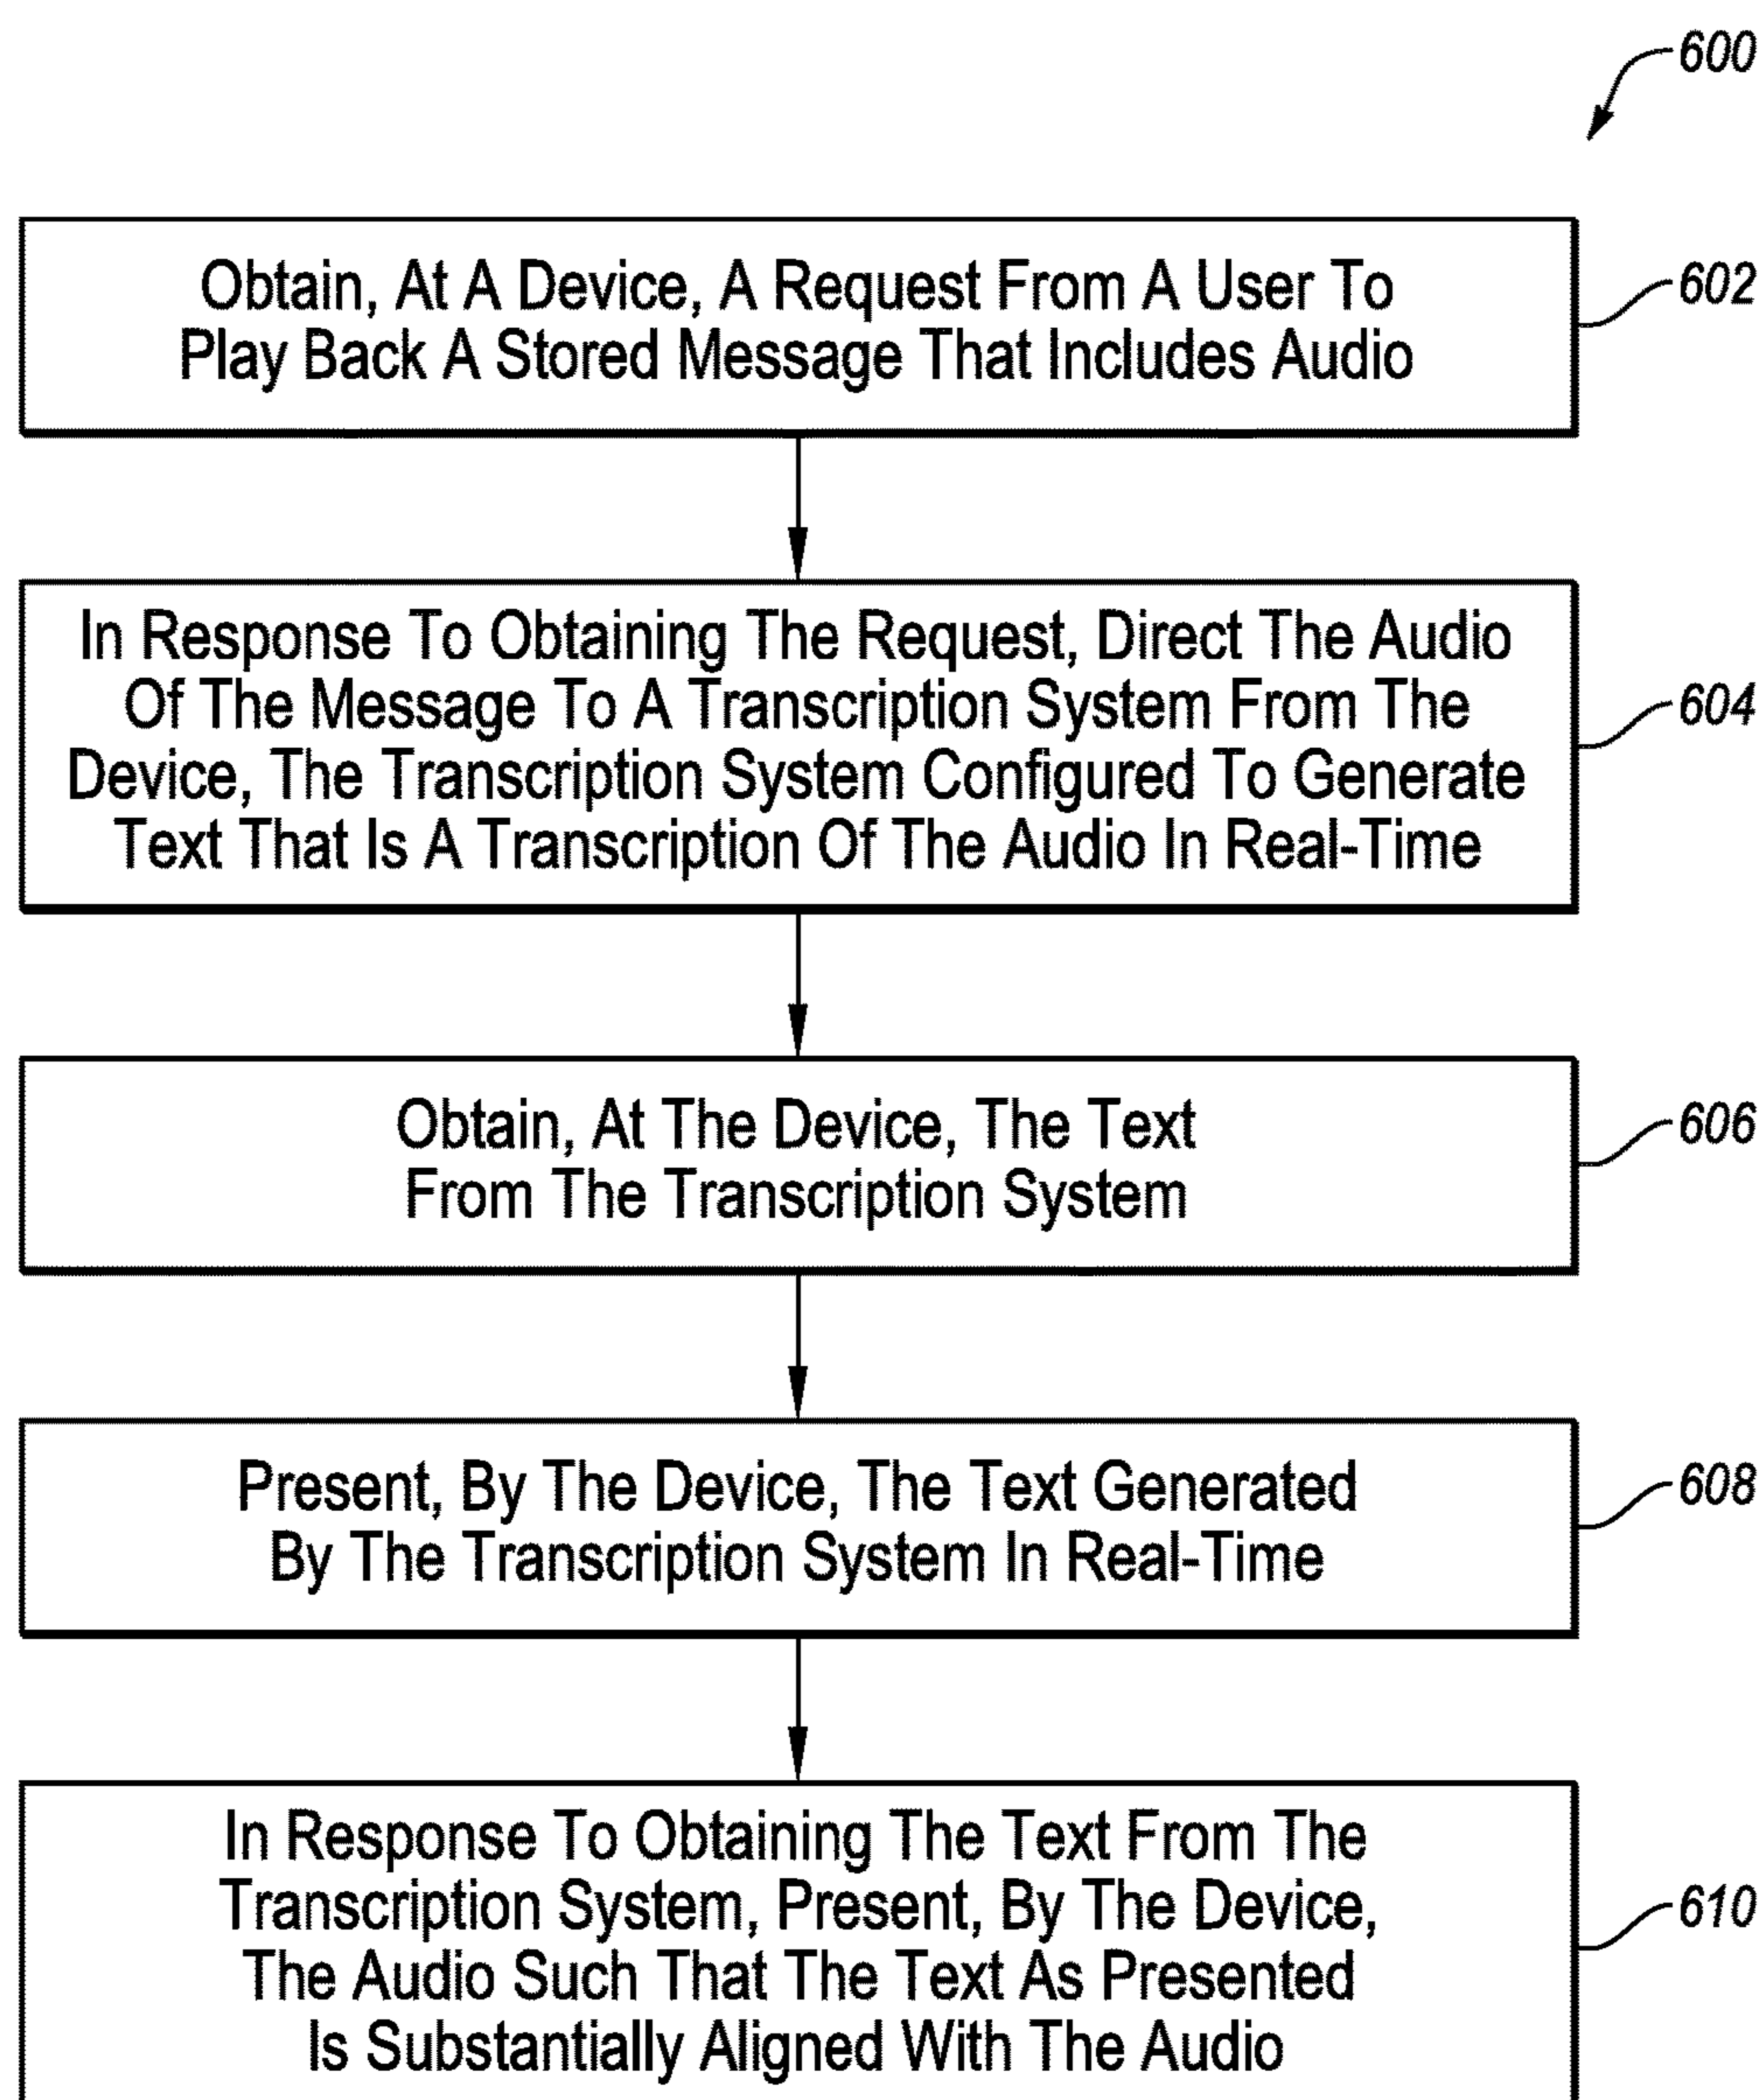 600
Obtain, At A Device, A Request From A User To
Play Back A Stored Message That Includes Audio
602
In Response To Obtaining The Request, Direct The Audio
Of The Message To A Transcription System From The
Device, The Transcription System Configured To Generate
Text That Is A Transcription Of The Audio In Real-Time
604
Obtain, At The Device, The Text
From The Transcription System
606
Present, By The Device, The Text Generated
By The Transcription System In Real-Time
608
In Response To Obtaining The Text From The
Transcription System, Present, By The Device,
The Audio Such That The Text As Presented
Is Substantially Aligned With The Audio
610